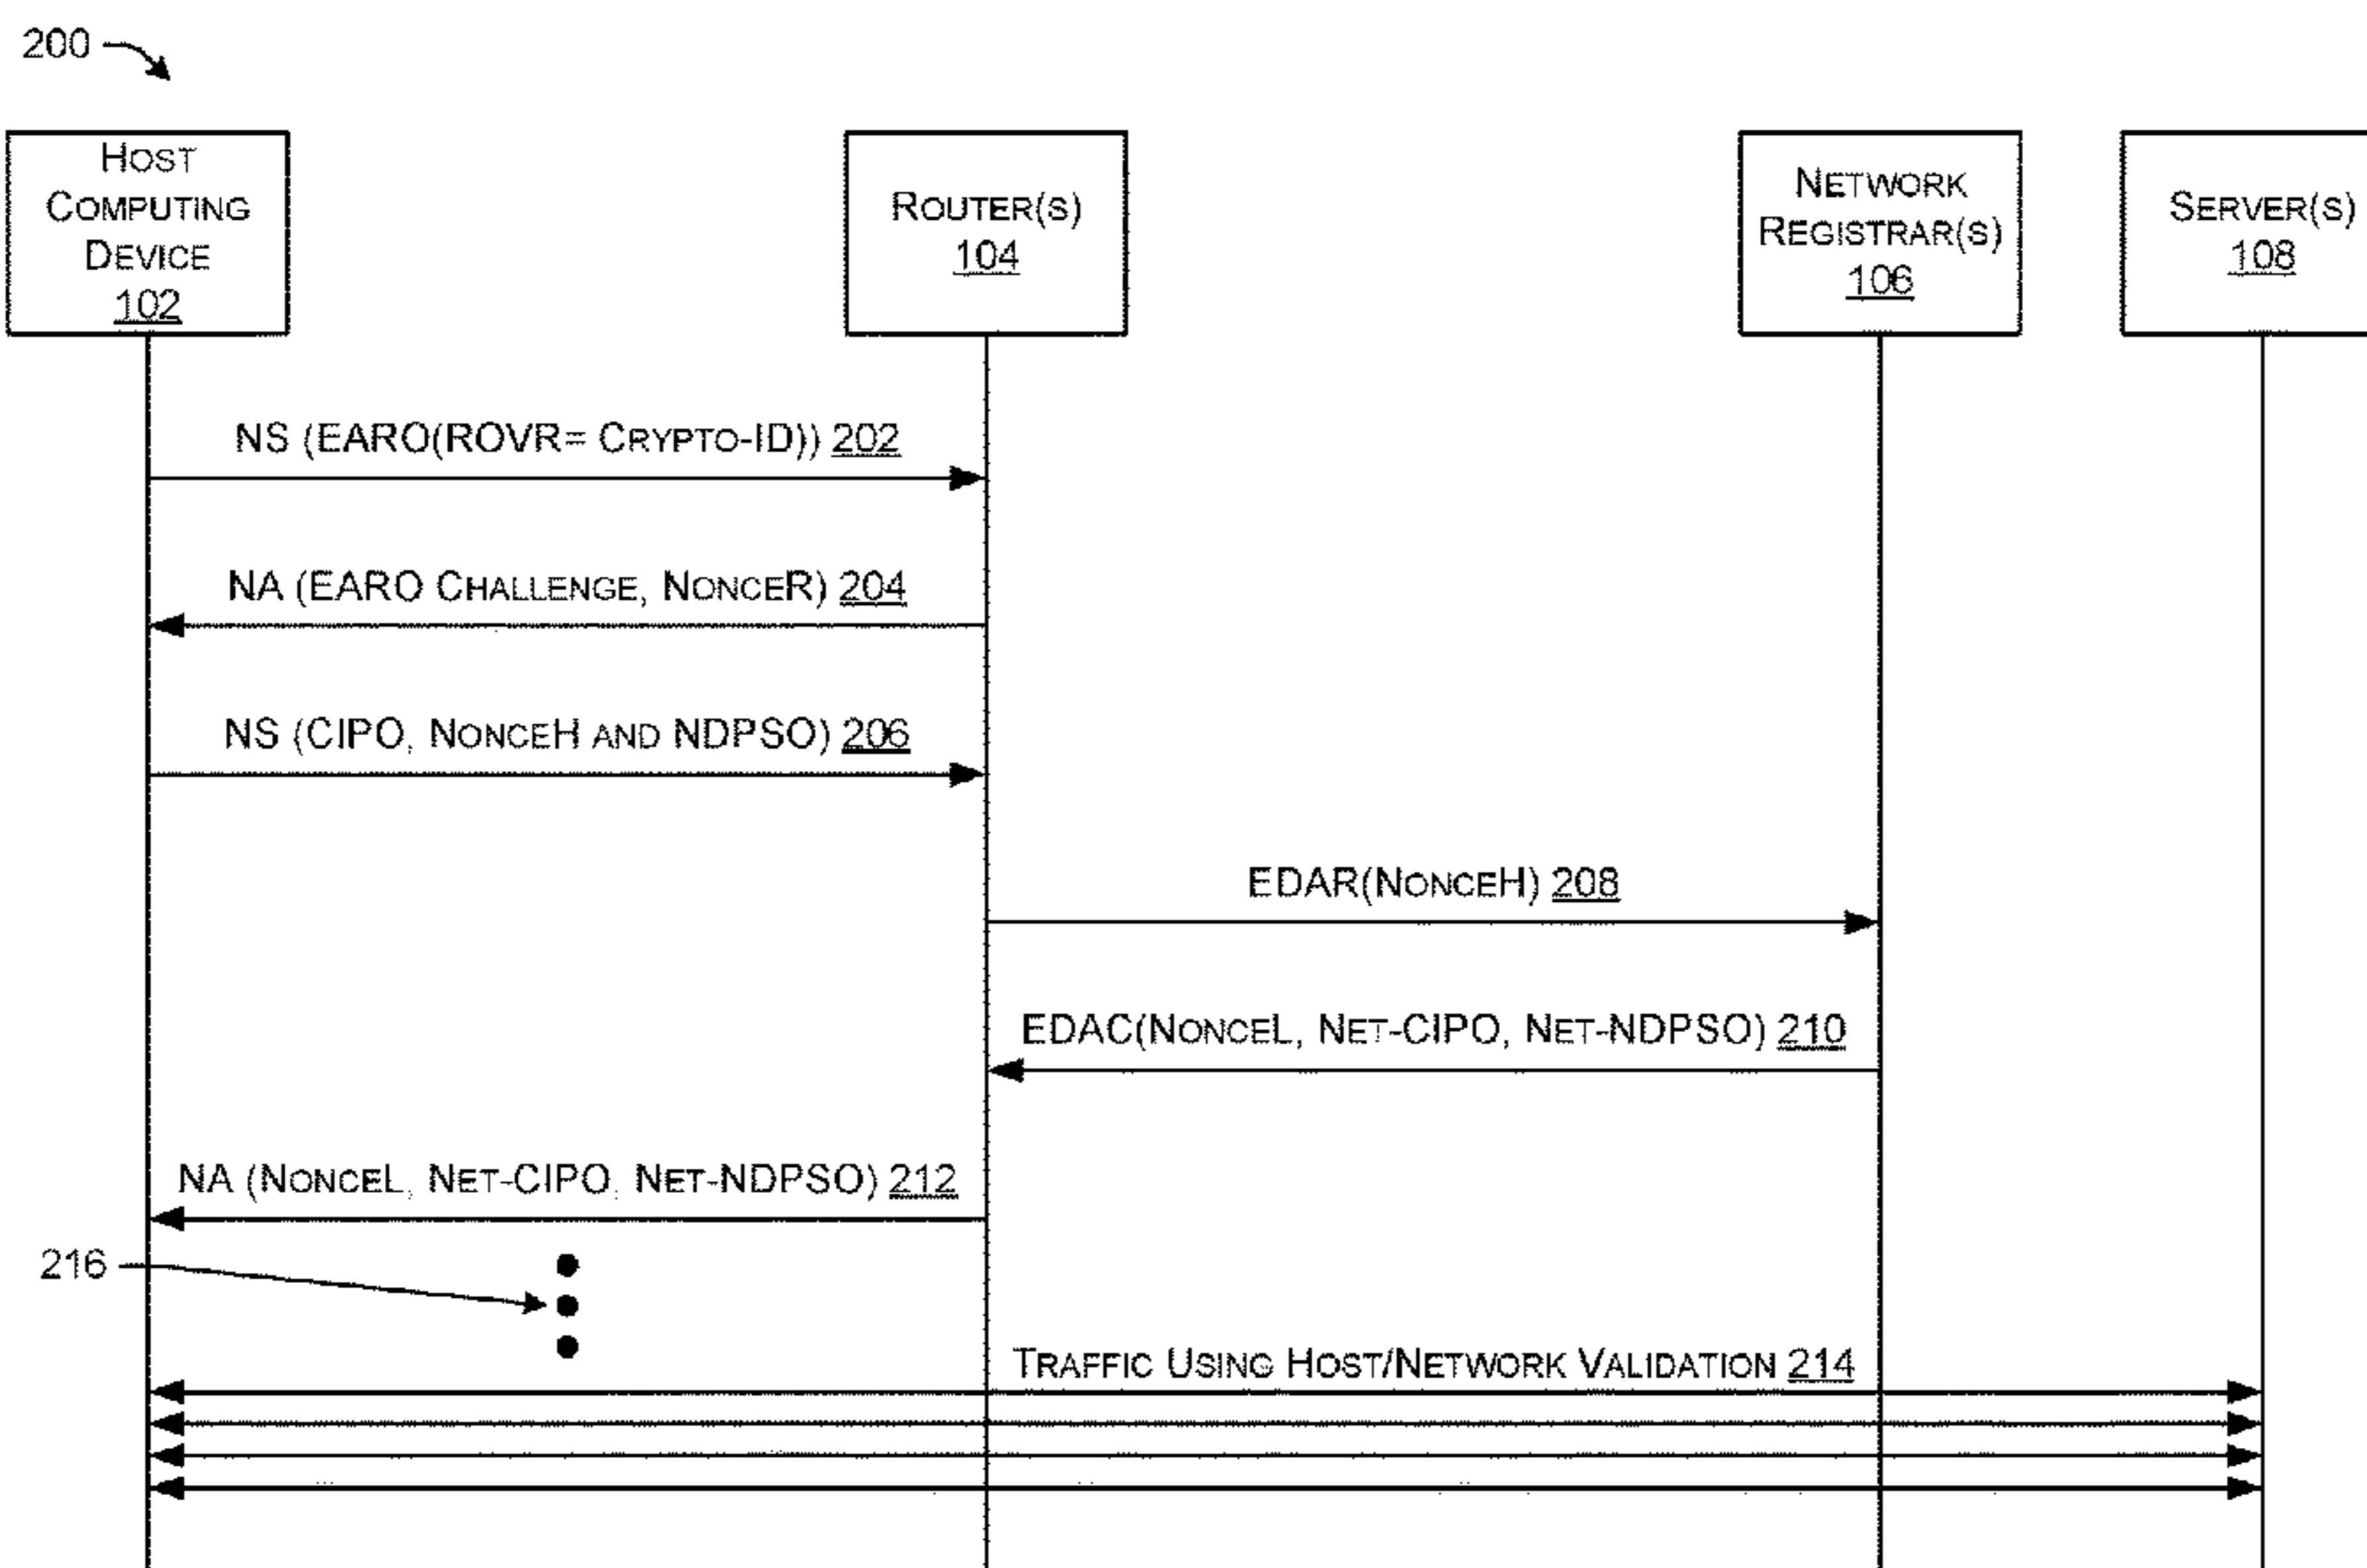 200
HOST
COMPUTING
DEVICE
102
ROUTER(S)
104
NETWORK
REGISTRAR(S)
106
SERVER(S)
108
NS (EARO(ROVR= CRYPTO-ID)) 202
NA (EARO CHALLENGE, NONCER) 204
NS (CIPO, NONCEH AND NDPSO) 206
EDAR(NONCEH) 208
EDAC(NONCEL, NET-CIPO, NET-NDPSO) 210
NA (NONCEL, NET-CIPO, NET-NDPSO) 212
216
TRAFFIC USING HOST/NETWORK VALIDATION 214